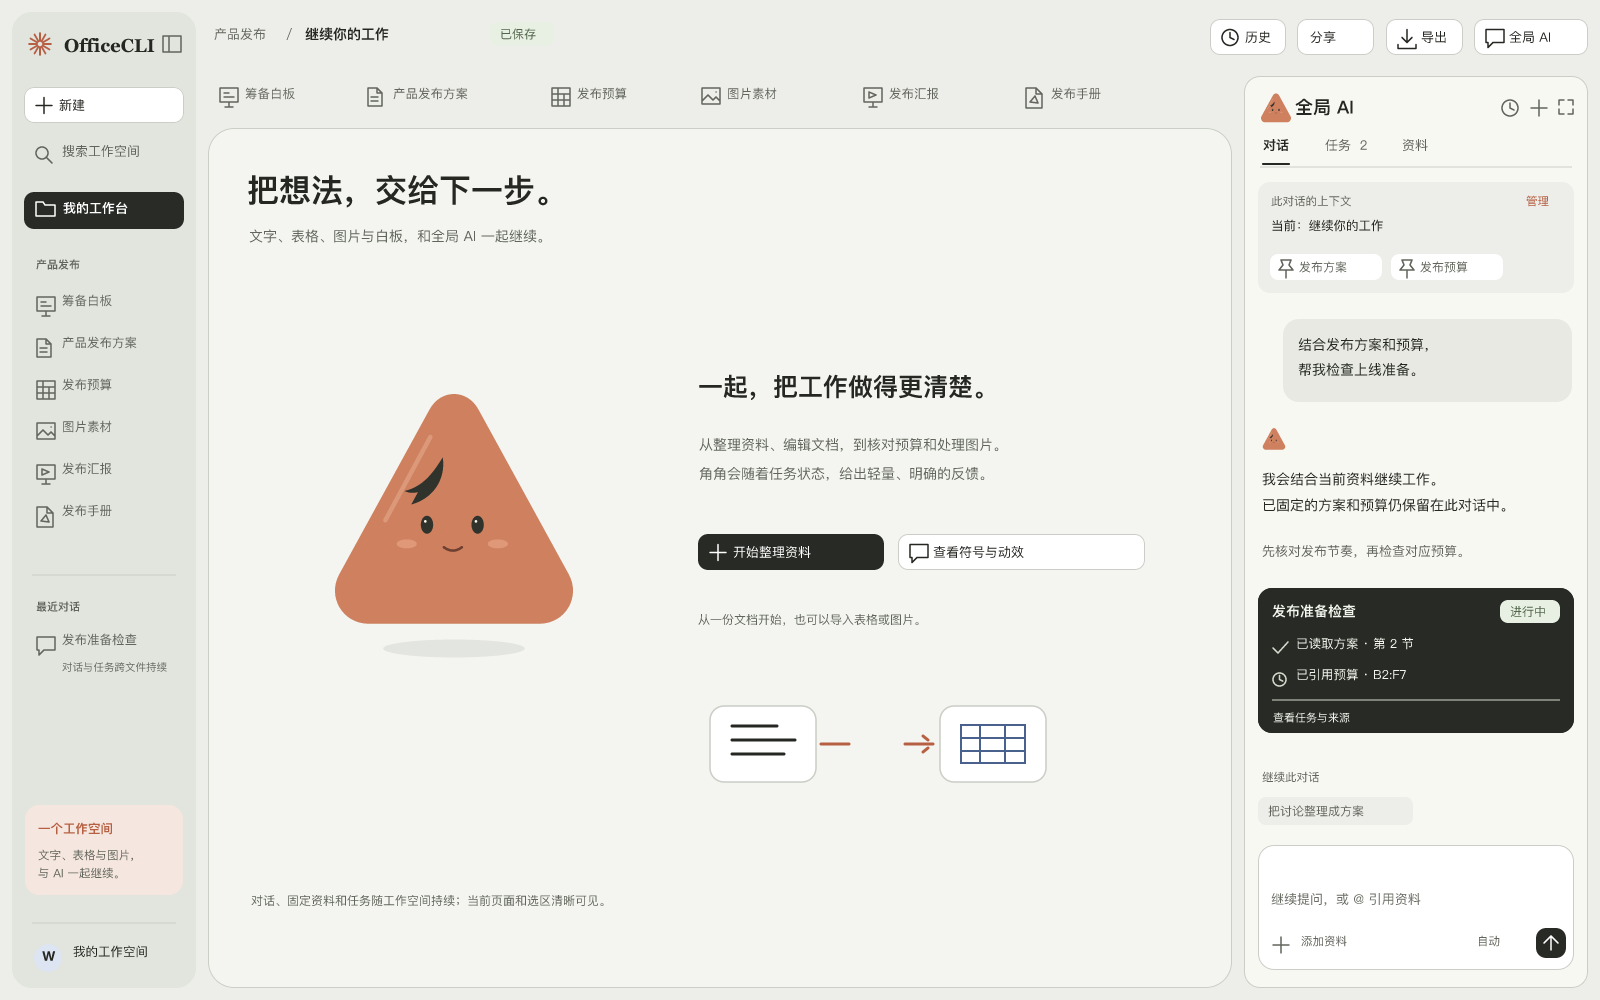 OfficeCLI
新建
搜索工作空间
我的工作台
产品发布
筹备白板
产品发布方案
发布预算
图片素材
发布汇报
发布手册
最近对话
发布准备检查
对话与任务跨文件持续
一个工作空间
文字、表格与图片，
与 AI 一起继续。
W 我的工作空间
产品发布 / 继续你的工作 已保存
历史 分享 导出 全局 AI
筹备白板 产品发布方案 发布预算 图片素材 发布汇报 发布手册
把想法，交给下一步。
文字、表格、图片与白板，和全局 AI 一起继续。
一起，把工作做得更清楚。
从整理资料、编辑文档，到核对预算和处理图片。
角角会随着任务状态，给出轻量、明确的反馈。
开始整理资料 查看符号与动效
从一份文档开始，也可以导入表格或图片。
对话、固定资料和任务随工作空间持续；当前页面和选区清晰可见。
全局 AI
对话 任务 2 资料
此对话的上下文 管理
当前：继续你的工作
发布方案 发布预算
结合发布方案和预算，
帮我检查上线准备。
我会结合当前资料继续工作。
已固定的方案和预算仍保留在此对话中。
先核对发布节奏，再检查对应预算。
发布准备检查 进行中
已读取方案 · 第 2 节
已引用预算 · B2:F7
查看任务与来源
继续此对话
把讨论整理成方案
继续提问，或 @ 引用资料
添加资料 自动